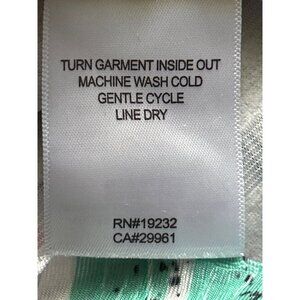 TURN GARMENT INSIDE OUT
MACHINE WASH COLD
GENTLE CYCLE
LINE DRY
RN#19232
CA#29961